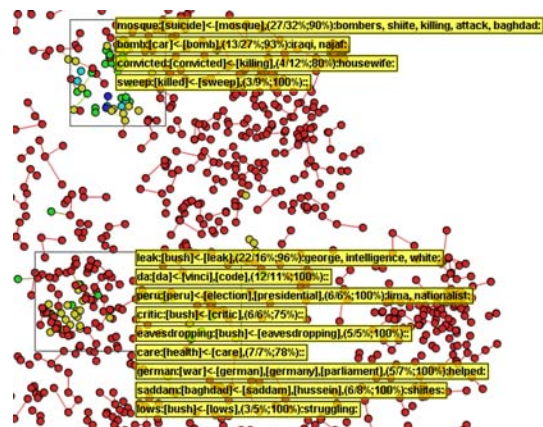 mosque:[suicide]<-[mosque],(27/32%;90%):bombers, shiite, killing, attack, baghdad:
bomb:[car]<-[bomb],(13/27%;93%):iraqi, najaf:
convicted:[convicted]<-[killing],(4/12%;80%):housewife:
sweep:[killed]<-[sweep],(3/9%;100%)::
leak:[bush]<-[leak],(22/16%;96%):george, intelligence, white:
da:[da]<-[vinci],[code],(12/11%;100%)::
peru:[peru]<-[election],[presidential],(6/6%;100%):lima, nationalist:
critic:[bush]<-[critic],(6/6%;75%)::
eavesdropping:[bush]<-[eavesdropping],(5/5%;100%)::
care:[health]<-[care],(7/7%;78%)::
german:[war]<-[german],[germany],[parliament],(5/7%;100%):helped:
saddam:[baghdad]<-[saddam],[hussein],(6/8%;100%):shiites:
lows:[bush]<-[lows],(3/5%;100%):struggling: